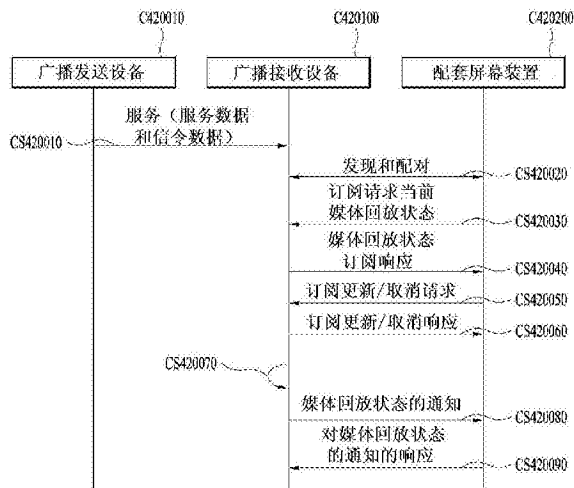 C420010
C420100
C420200
广播发送设备
广播接收设备
配套屏幕装置
服务（服务数据
和信令数据）
CS420010
发现和配对
CS420020
订阅请求当前
媒体回放状态
CS420030
媒体回放状态
订阅响应
CS420040
订阅更新/取消请求
CS420050
订阅更新/取消响应
CS420060
CS420070
媒体回放状态的通知
CS420080
对媒体回放状态
的通知的响应
CS420090